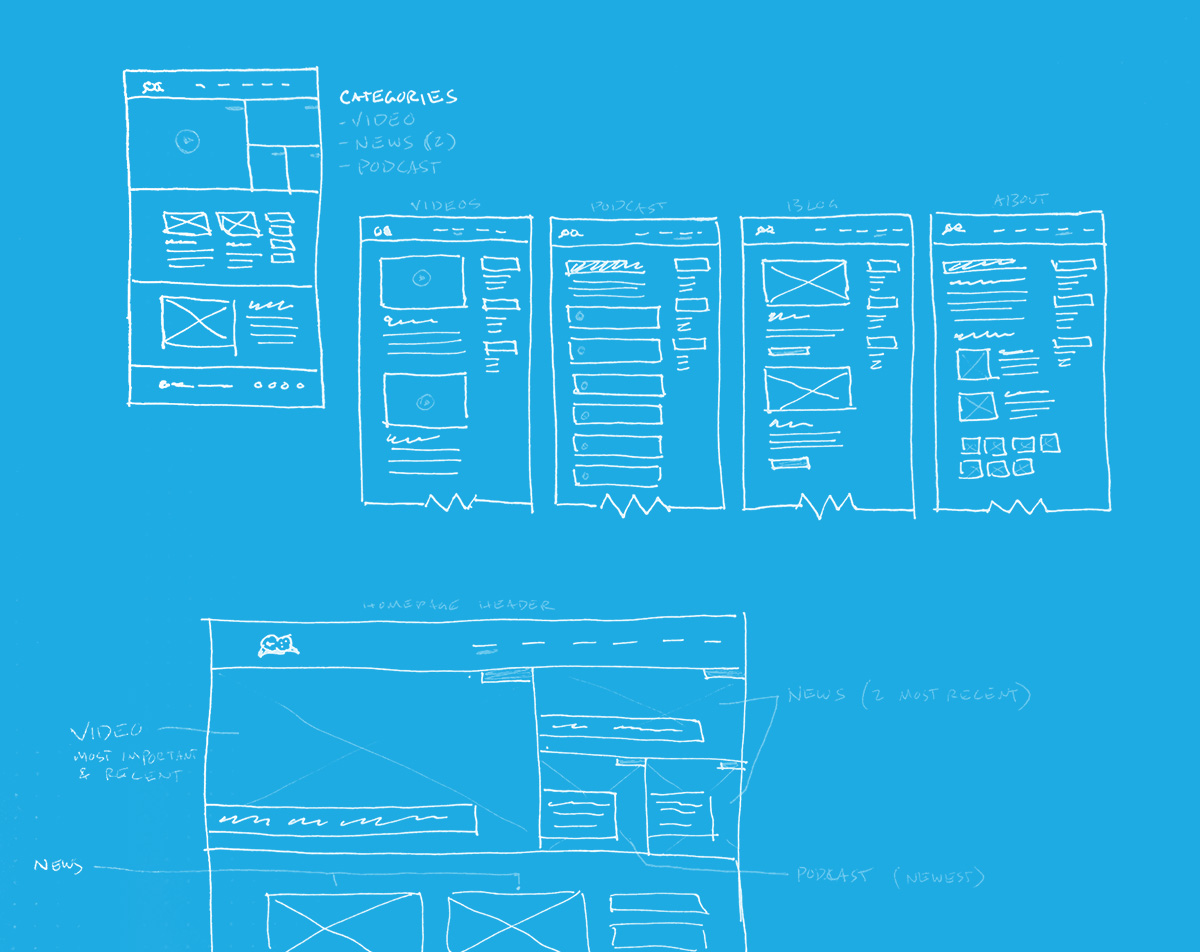 CATEGORIES
- VIDEO
- NEWS (2)
- PODCAST
VIDEOS
PODCAST
BLOG
ABOUT
HOMEPAGE HEADER
NEWS (2 MOST RECENT)
VIDEO
MOST IMPORTANT
& RECENT
NEWS
PODCAST (NEWEST)